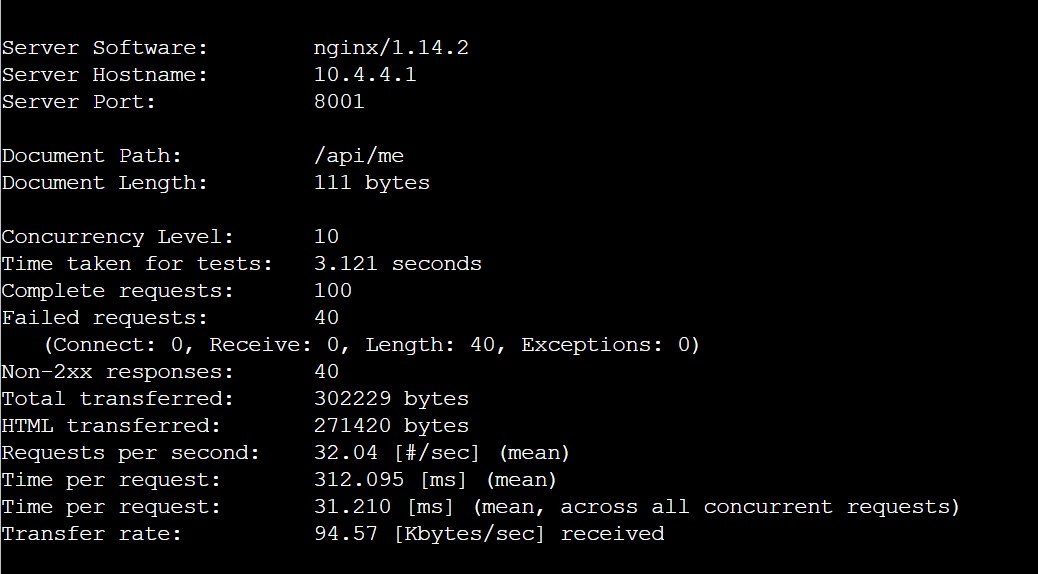 Server Software: nginx/1.14.2
Server Hostname: 10.4.4.1
Server Port: 8001
Document Path: /api/me
Document Length: 111 bytes
Concurrency Level: 10
Time taken for tests: 3.121 seconds
Complete requests: 100
Failed requests: 40
(Connect: 0, Receive: 0, Length: 40, Exceptions: 0)
Non-2xx responses: 40
Total transferred: 302229 bytes
HTML transferred: 271420 bytes
Requests per second: 32.04 [#/sec] (mean)
Time per request: 312.095 [ms] (mean)
Time per request: 31.210 [ms] (mean, across all concurrent requests)
Transfer rate: 94.57 [Kbytes/sec] received